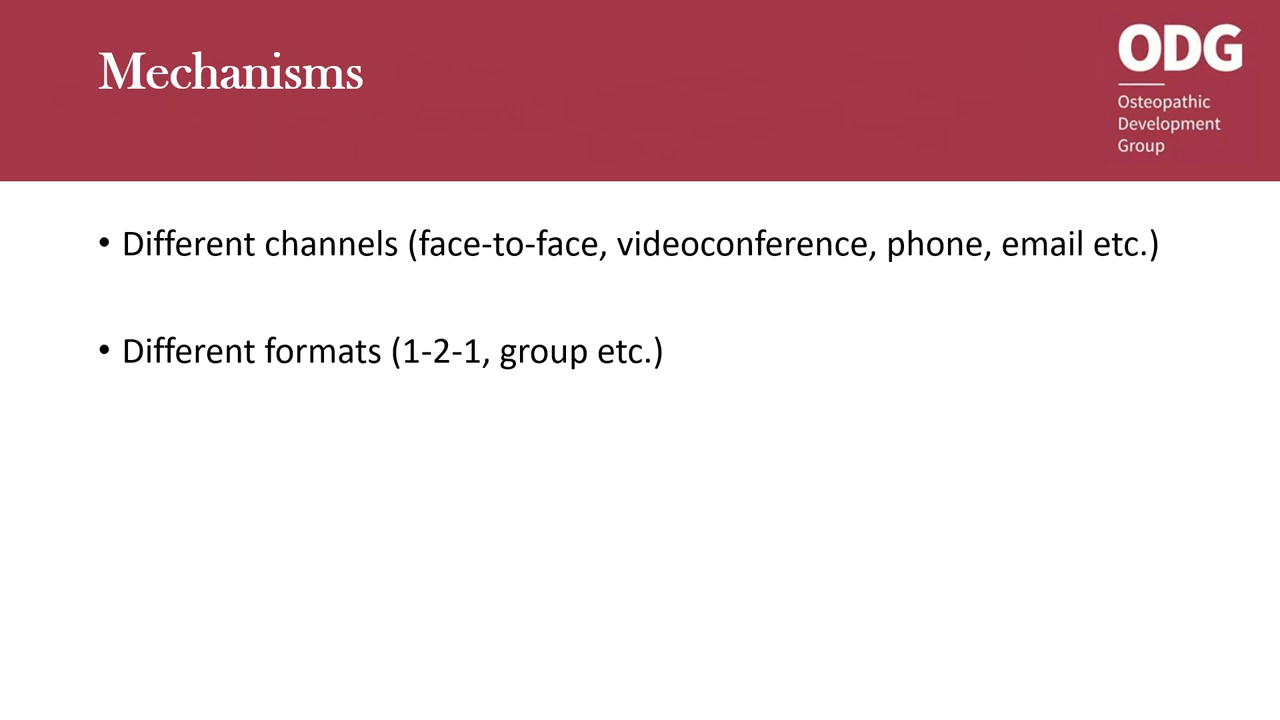 Mechanisms
ODG
Osteopathic
Development
Group
• Different channels (face-to-face, videoconference, phone, email etc.)
• Different formats (1-2-1, group etc.)